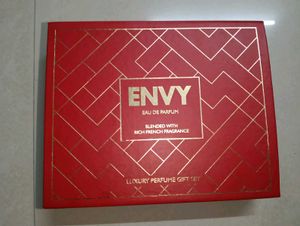 ENVY
EAU DE PARFUM
BLENDED WITH
RICH FRENCH FRAGRANCE
LUXURY PERFUME GIFT SET